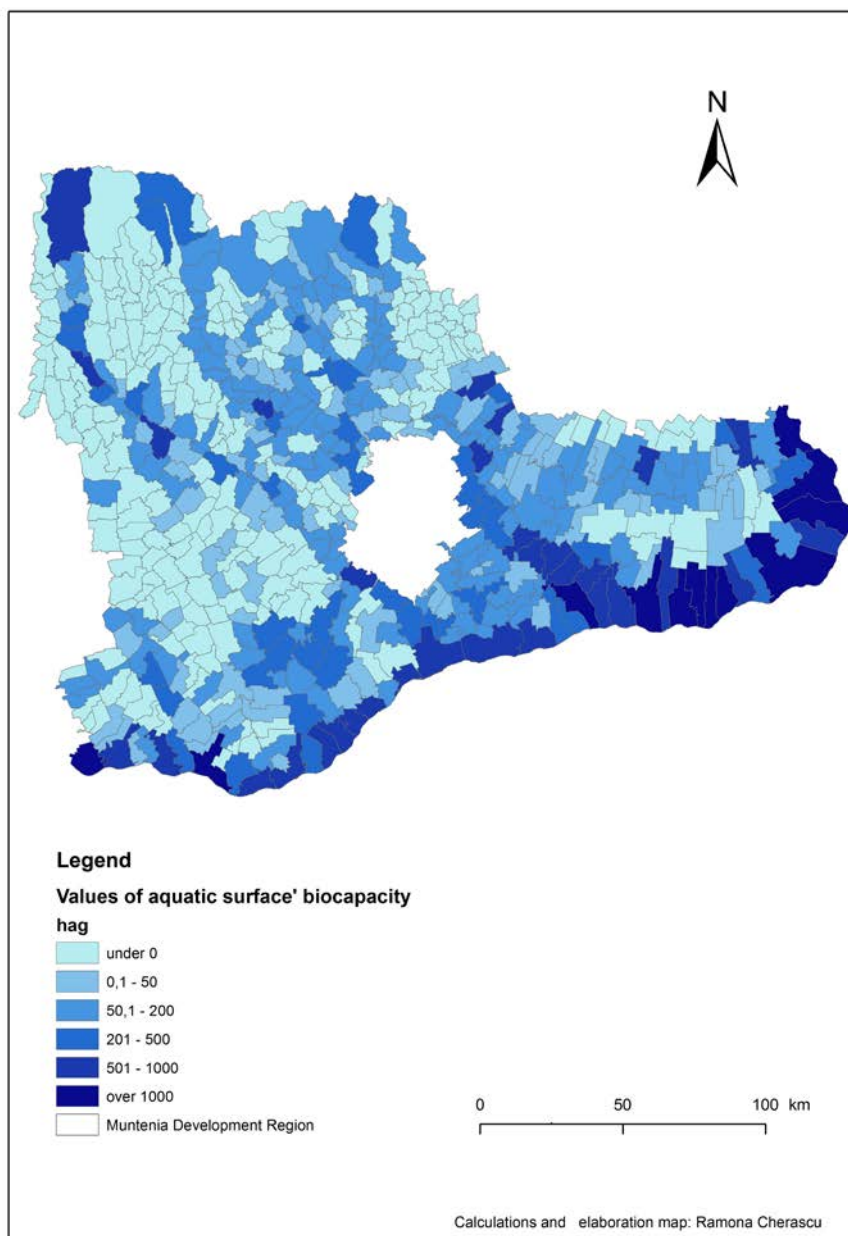 N
Legend
Values of aquatic surface' biocapacity
hag
under 0
0,1 - 50
50,1 - 200
201 - 500
501 - 1000
over 1000
Muntenia Development Region
0 50 100 km
Calculations and elaboration map: Ramona Cherascu